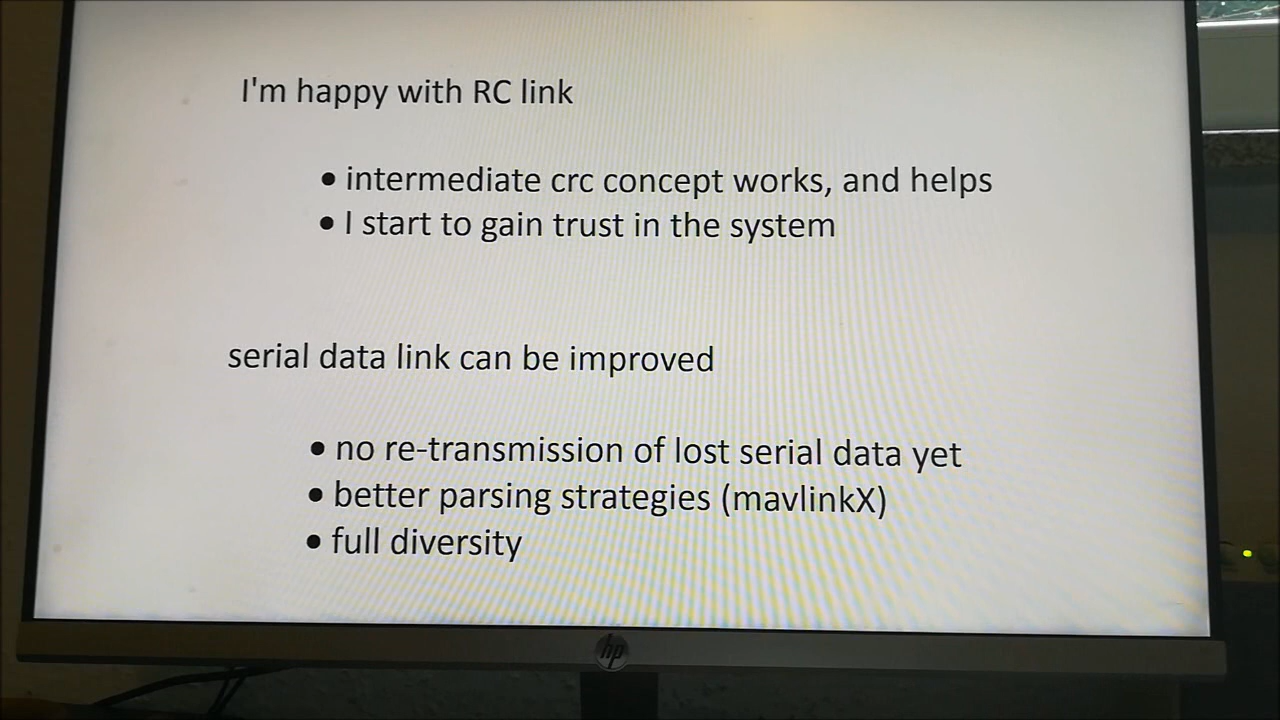 I'm happy with RC link
• intermediate crc concept works, and helps
• I start to gain trust in the system
serial data link can be improved
• no re-transmission of lost serial data yet
• better parsing strategies (mavlinkX)
• full diversity
hp